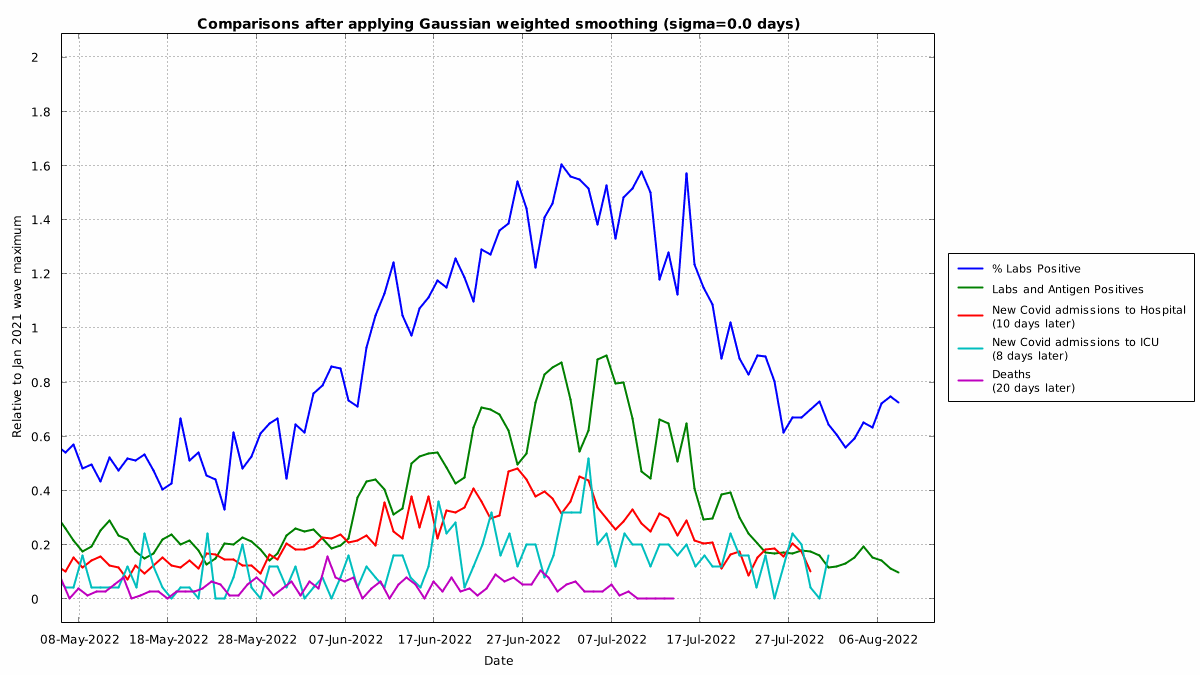 Comparisons after applying Gaussian weighted smoothing (sigma=0.0 days)
2
1.8
1.6
1.4
1.2
1
0.8
0.6
0.4
0.2
0
Relative to Jan 2021 wave maximum
08-May-2022 18-May-2022 28-May-2022 07-Jun-2022 17-Jun-2022 27-Jun-2022 07-Jul-2022 17-Jul-2022 27-Jul-2022 06-Aug-2022
Date
% Labs Positive
Labs and Antigen Positives
New Covid admissions to Hospital
(10 days later)
New Covid admissions to ICU
(8 days later)
Deaths
(20 days later)